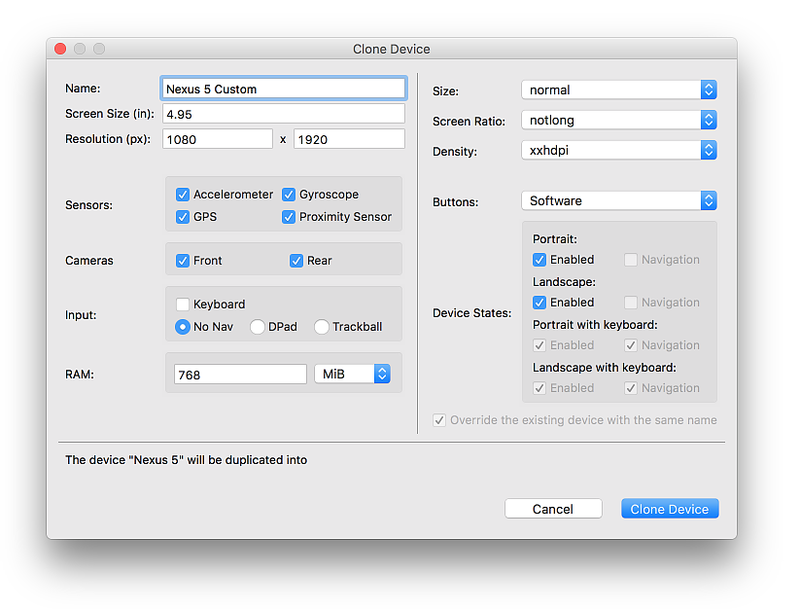 Clone Device
Name:
Nexus 5 Custom
Screen Size (in):
4.95
Resolution (px):
1080
x
1920
Sensors:
Accelerometer
Gyroscope
GPS
Proximity Sensor
Cameras
Front
Rear
Input:
Keyboard
No Nav
DPad
Trackball
RAM:
768
MiB
Size:
normal
Screen Ratio:
notlong
Density:
xxhdpi
Buttons:
Software
Device States:
Portrait:
Enabled
Navigation
Landscape:
Enabled
Navigation
Portrait with keyboard:
Enabled
Navigation
Landscape with keyboard:
Enabled
Navigation
Override the existing device with the same name
The device "Nexus 5" will be duplicated into
Cancel
Clone Device